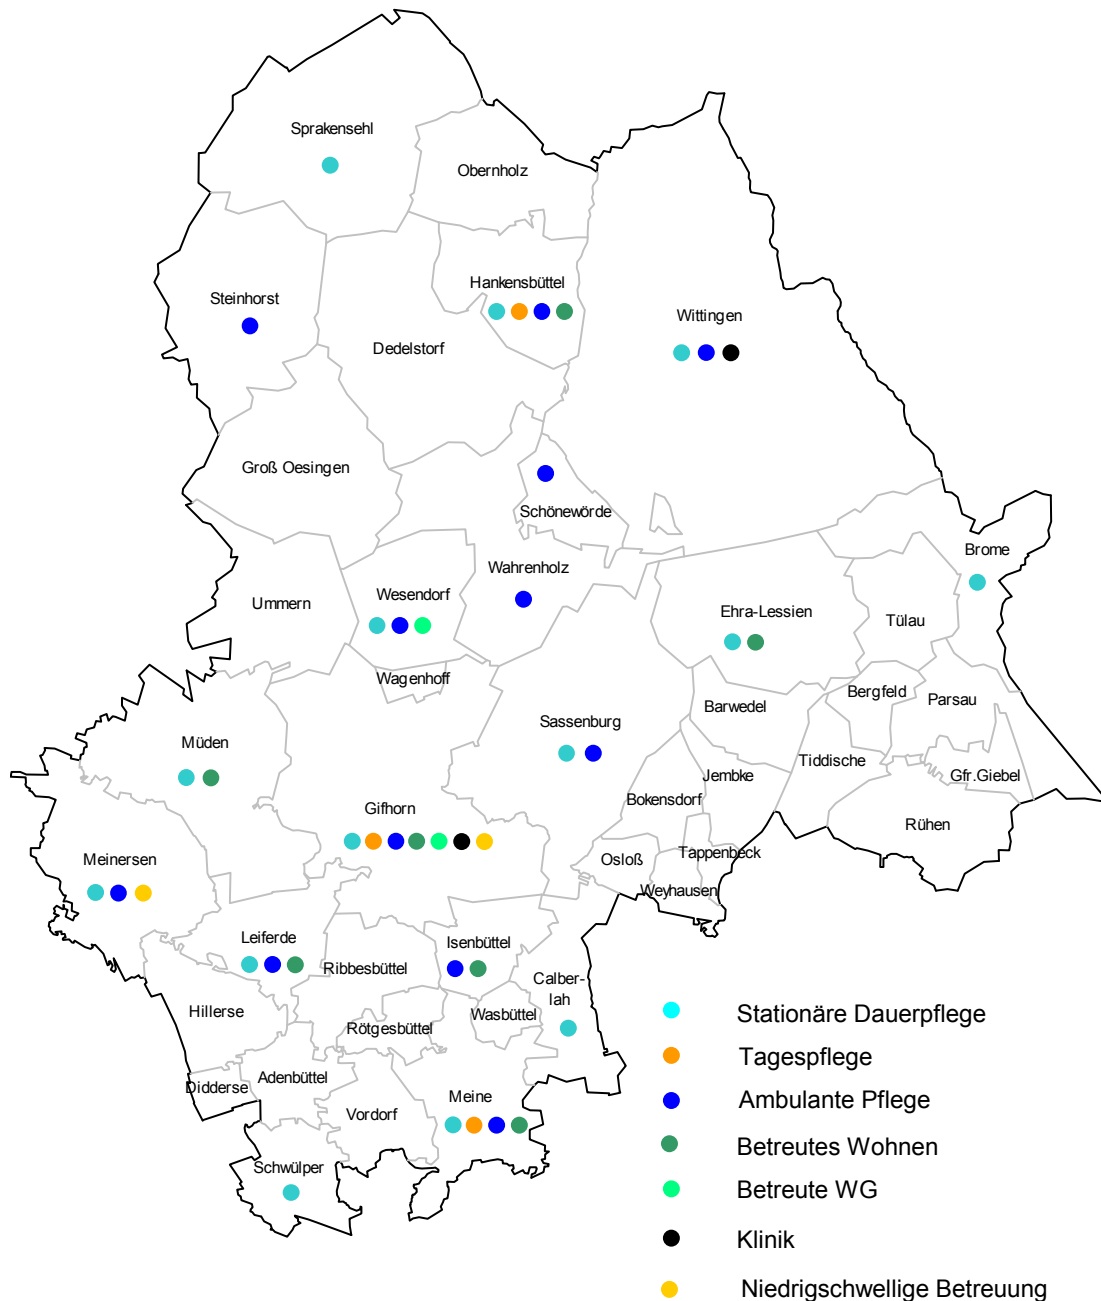 Sprakensehl
Obernholz
Hankensbüttel
Steinhorst
Wittingen
Dedelstorf
Groß Oesingen
Schönewörde
Brome
Wahrenholz
Wesendorf
Ummern
Ehra-Lessien
Tülau
Wagenhoff
Bergfeld
Parsau
Barwedel
Sassenburg
Müden
Tiddische
Jembke
Gfr.Giebel
Bokensdorf
Gifhorn
Rühen
Tappenbeck
Osloß
Meinersen
Weyhausen
Leiferde
Isenbüttel
Ribbesbüttel
Calber-
lah
Hillerse
Wasbüttel
Rötgesbüttel
Adenbüttel
Didderse
Meine
Vordorf
Schwülper
Stationäre Dauerpflege
Tagespflege
Ambulante Pflege
Betreutes Wohnen
Betreute WG
Klinik
Niedrigschwellige Betreuung